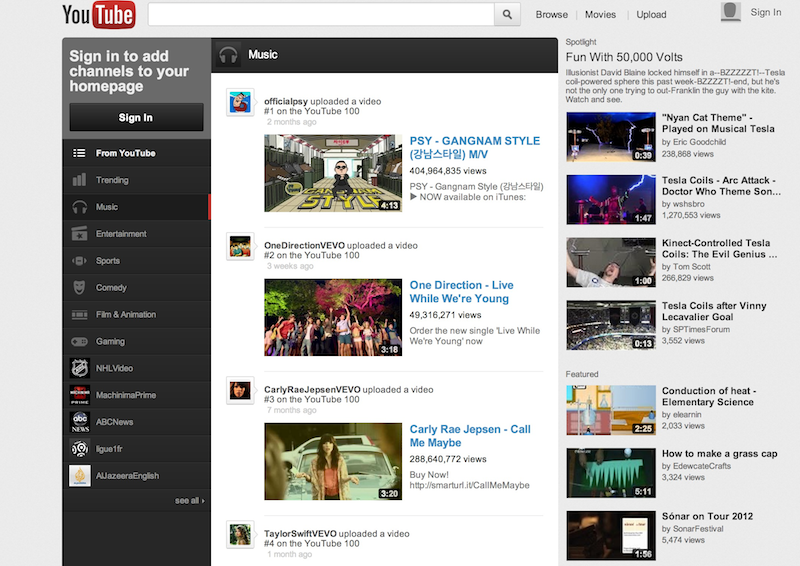 YouTube
Browse
Movies
Upload
Sign In
Sign in to add
channels to your
homepage
Sign In
From YouTube
Trending
Music
Entertainment
Sports
Comedy
Film & Animation
Gaming
NHLVideo
MachinimaPrime
abc
NEWS
ABCNews
ligue1fr
AlJazeeraEnglish
see all ›
Music
officialpsy uploaded a video
#1 on the YouTube 100
2 months ago
GANGNAM
STYLE
4:13
PSY - GANGNAM STYLE
(강남스타일) M/V
404,964,835 views
PSY - Gangnam Style (강남스타일)
▶ NOW available on iTunes:
OneDirectionVEVO uploaded a video
#2 on the YouTube 100
3 weeks ago
3:18
One Direction - Live
While We're Young
49,316,271 views
Order the new single 'Live While
We're Young' now
CarlyRaeJepsenVEVO uploaded a video
#3 on the YouTube 100
7 months ago
3:20
Carly Rae Jepsen - Call
Me Maybe
288,640,772 views
Buy Now!
http://smarturl.it/CallMeMaybe
TaylorSwiftVEVO uploaded a video
#4 on the YouTube 100
1 month ago
Spotlight
Fun With 50,000 Volts
Illusionist David Blaine locked himself in a--BZZZZT!--Tesla
coil-powered sphere this past week-BZZZZT!-end, but he's
not the only one trying to out-Franklin the guy with the kite.
Watch and see.
0:39
"Nyan Cat Theme" -
Played on Musical Tesla
by Eric Goodchild
238,868 views
1:47
Tesla Coils - Arc Attack -
Doctor Who Theme Son...
by wshsbro
1,270,553 views
1:00
Kinect-Controlled Tesla
Coils: The Evil Genius ...
by Tom Scott
266,829 views
0:13
Tesla Coils after Vinny
Lecavalier Goal
by SPTimesForum
3,552 views
Featured
2:25
Conduction of heat -
Elementary Science
by elearnin
2,033 views
5:11
How to make a grass cap
by EdewcateCrafts
3,324 views
1:56
Sónar on Tour 2012
by SonarFestival
5,474 views